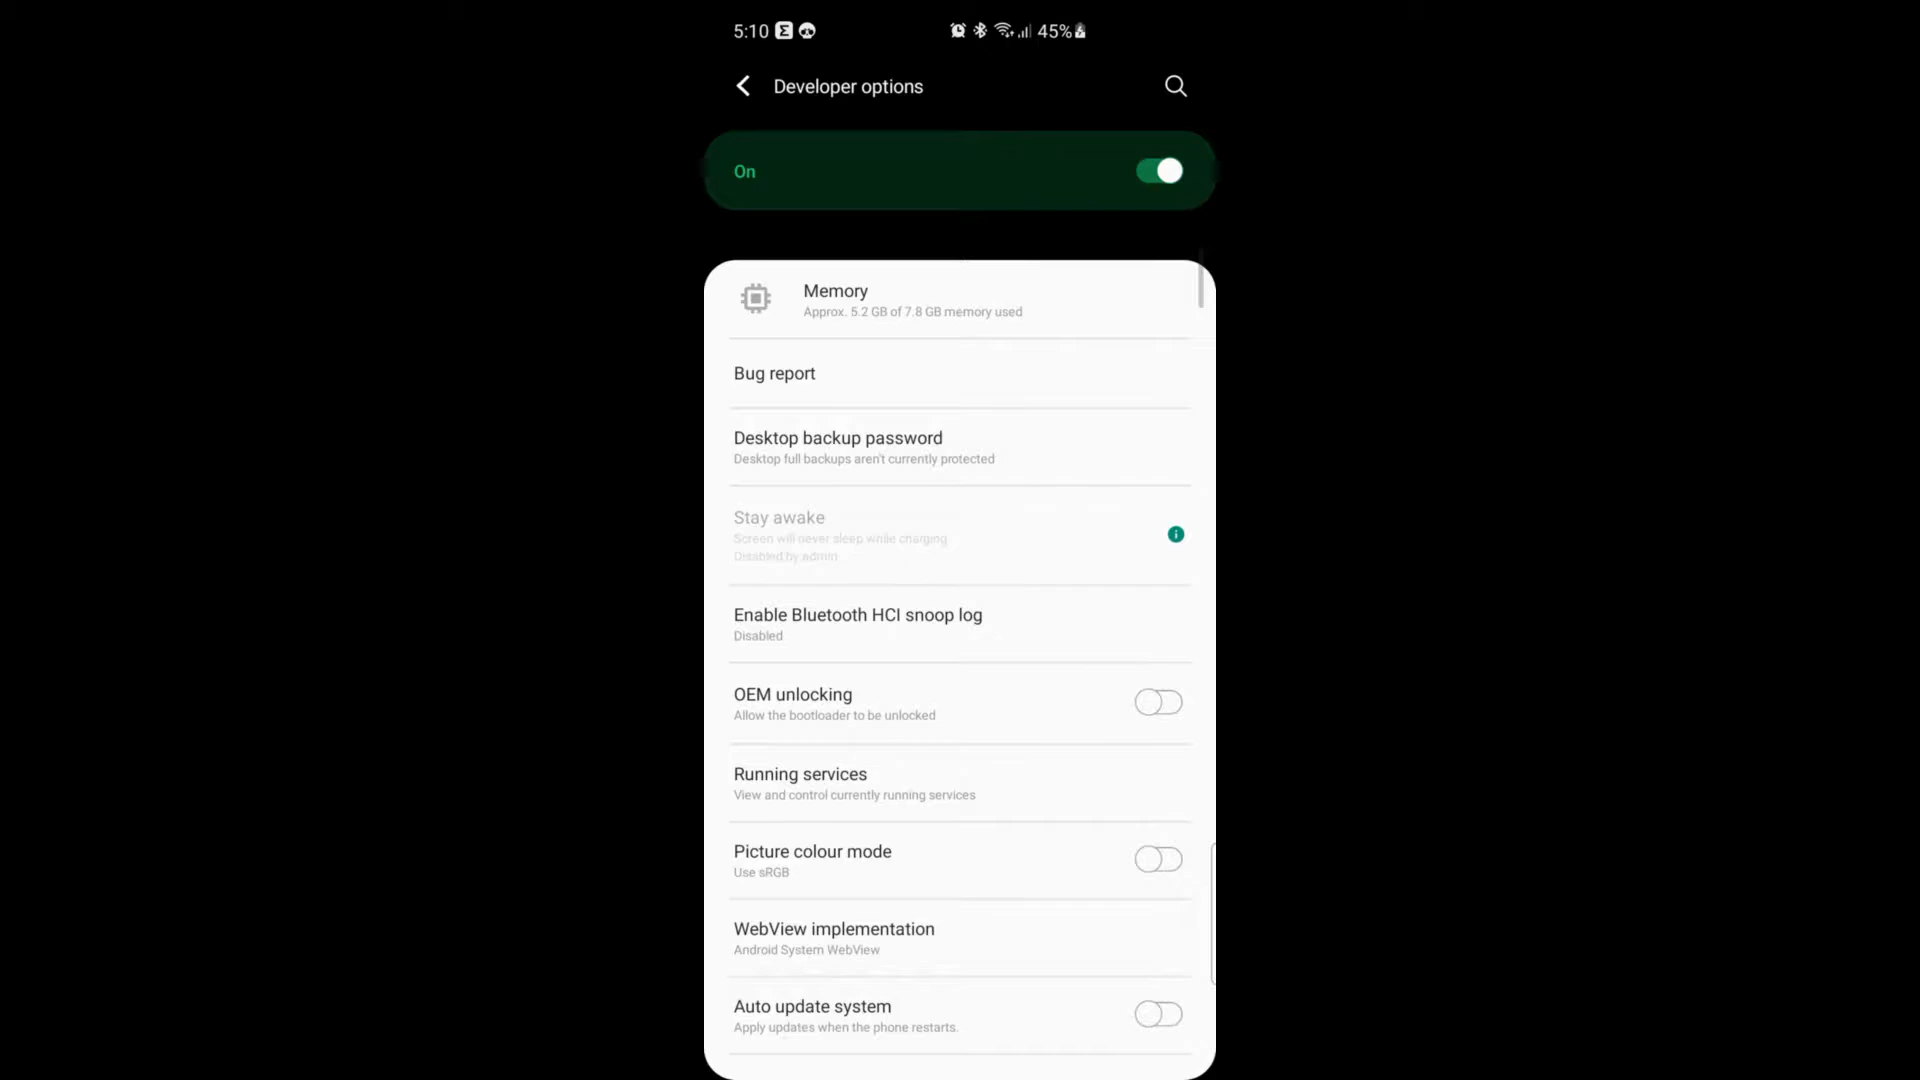 5:10 45%
Developer options
On
Memory
Approx. 5.2 GB of 7.8 GB memory used
Bug report
Desktop backup password
Desktop full backups aren't currently protected
Stay awake
Screen will never sleep while charging
Disabled by admin
Enable Bluetooth HCI snoop log
Disabled
OEM unlocking
Allow the bootloader to be unlocked
Running services
View and control currently running services
Picture colour mode
Use sRGB
WebView implementation
Android System WebView
Auto update system
Apply updates when the phone restarts.